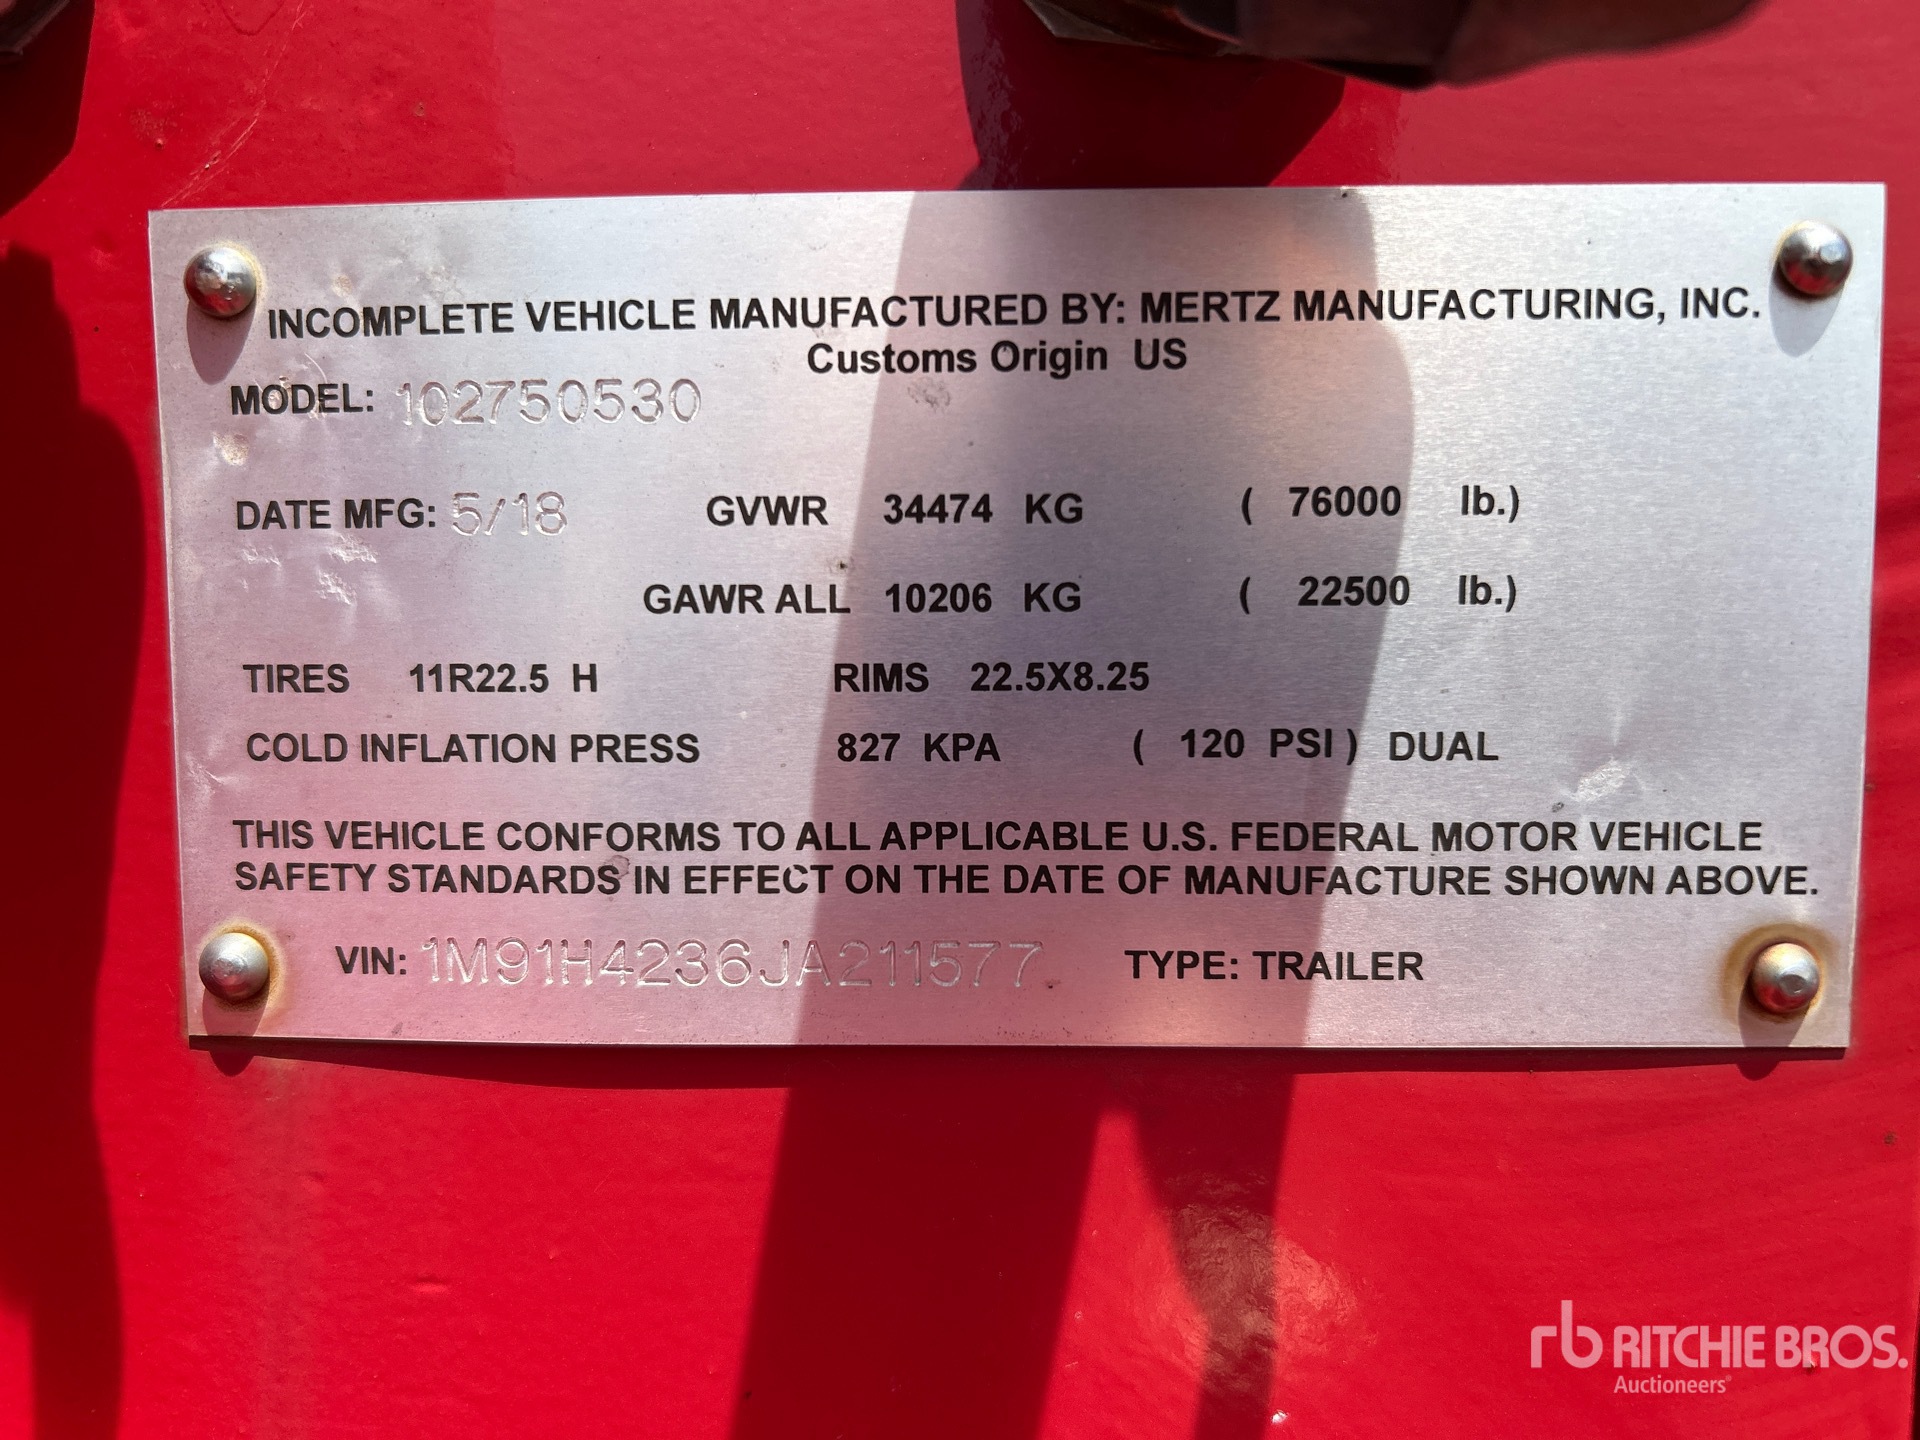 INCOMPLETE VEHICLE MANUFACTURED BY: MERTZ MANUFACTURING, INC.
Customs Origin US
MODEL: 102750530
DATE MFG: 5/18 GVWR 34474 KG ( 76000 lb.)
GAWR ALL 10206 KG ( 22500 lb.)
TIRES 11R22.5 H RIMS 22.5X8.25
COLD INFLATION PRESS 827 KPA ( 120 PSI ) DUAL
THIS VEHICLE CONFORMS TO ALL APPLICABLE U.S. FEDERAL MOTOR VEHICLE
SAFETY STANDARDS IN EFFECT ON THE DATE OF MANUFACTURE SHOWN ABOVE.
VIN: 1M91H4236JA211577 TYPE: TRAILER
rb RITCHIE BROS.
Auctioneers